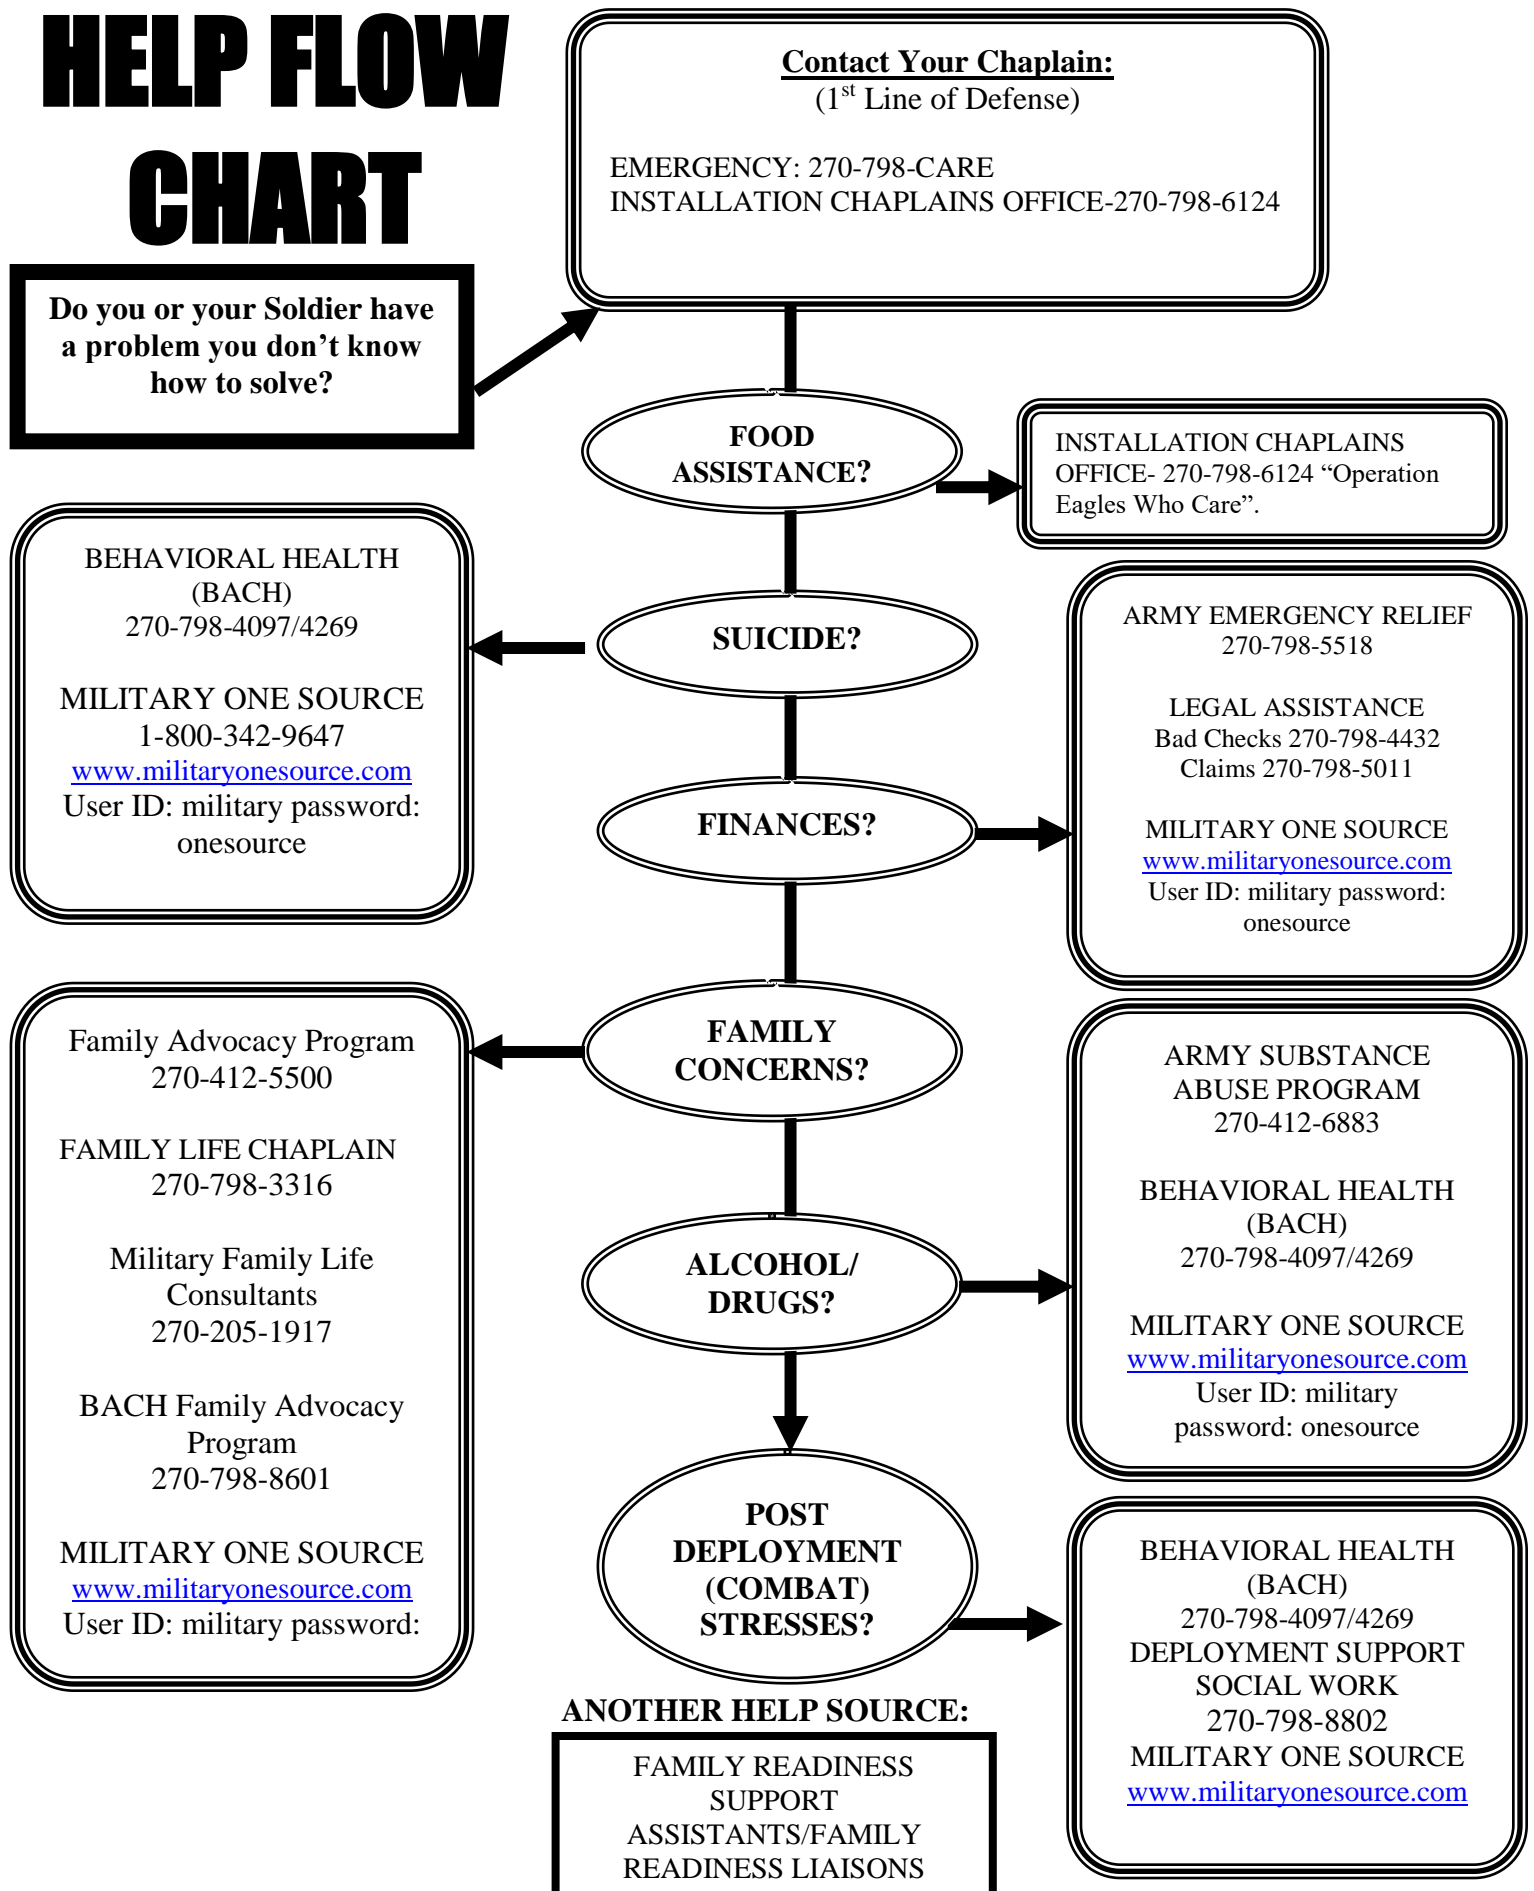 HELP FLOW
CHART
Contact Your Chaplain:
(1st Line of Defense)
EMERGENCY: 270-798-CARE
INSTALLATION CHAPLAINS OFFICE-270-798-6124
Do you or your Soldier have
a problem you don’t know
how to solve?
FOOD
ASSISTANCE?
INSTALLATION CHAPLAINS
OFFICE- 270-798-6124 “Operation
Eagles Who Care”.
BEHAVIORAL HEALTH
(BACH)
270-798-4097/4269
MILITARY ONE SOURCE
1-800-342-9647
www.militaryonesource.com
User ID: military password:
onesource
SUICIDE?
ARMY EMERGENCY RELIEF
270-798-5518
LEGAL ASSISTANCE
Bad Checks 270-798-4432
Claims 270-798-5011
MILITARY ONE SOURCE
www.militaryonesource.com
User ID: military password:
onesource
FINANCES?
Family Advocacy Program
270-412-5500
FAMILY LIFE CHAPLAIN
270-798-3316
Military Family Life
Consultants
270-205-1917
BACH Family Advocacy
Program
270-798-8601
MILITARY ONE SOURCE
www.militaryonesource.com
User ID: military password:
FAMILY
CONCERNS?
ARMY SUBSTANCE
ABUSE PROGRAM
270-412-6883
BEHAVIORAL HEALTH
(BACH)
270-798-4097/4269
MILITARY ONE SOURCE
www.militaryonesource.com
User ID: military
password: onesource
ALCOHOL/
DRUGS?
POST
DEPLOYMENT
(COMBAT)
STRESSES?
BEHAVIORAL HEALTH
(BACH)
270-798-4097/4269
DEPLOYMENT SUPPORT
SOCIAL WORK
270-798-8802
MILITARY ONE SOURCE
www.militaryonesource.com
ANOTHER HELP SOURCE:
FAMILY READINESS
SUPPORT
ASSISTANTS/FAMILY
READINESS LIAISONS